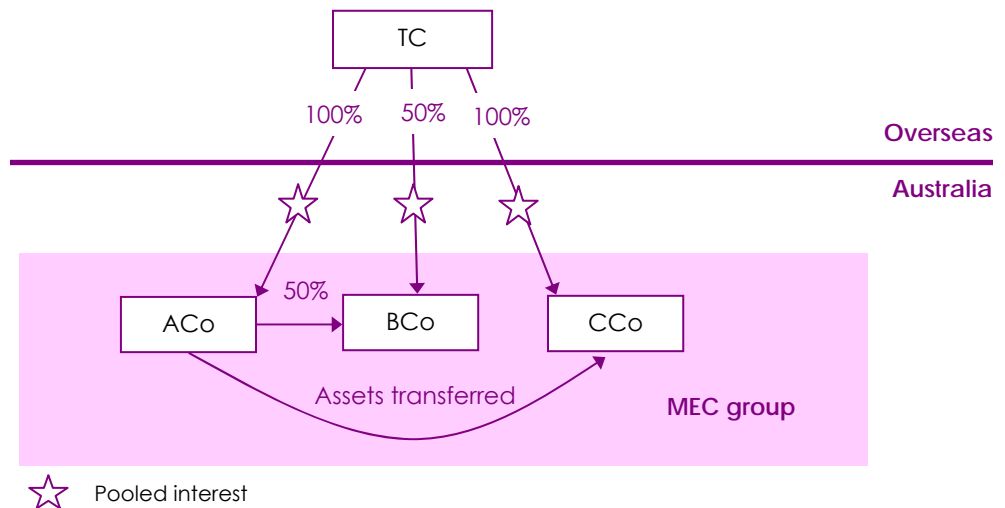 TC
100%
50%
100%
Overseas
Australia
50%
ACo
BCo
CCo
Assets transferred
MEC group
Pooled interest